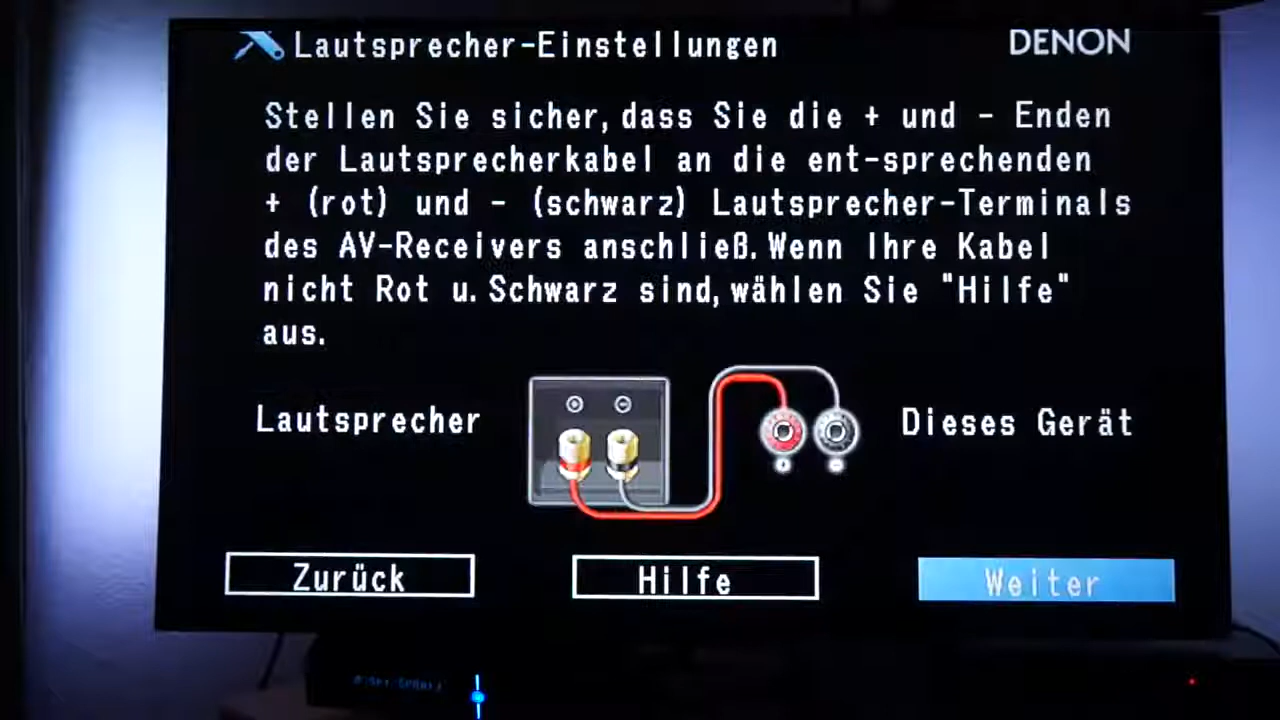 Lautsprecher-Einstellungen
DENON
Stellen Sie sicher, dass Sie die + und - Enden
der Lautsprecherkabel an die ent-sprechenden
+ (rot) und - (schwarz) Lautsprecher-Terminals
des AV-Receivers anschließ. Wenn Ihre Kabel
nicht Rot u. Schwarz sind, wählen Sie "Hilfe"
aus.
Lautsprecher
Dieses Gerät
Zurück
Hilfe
Weiter